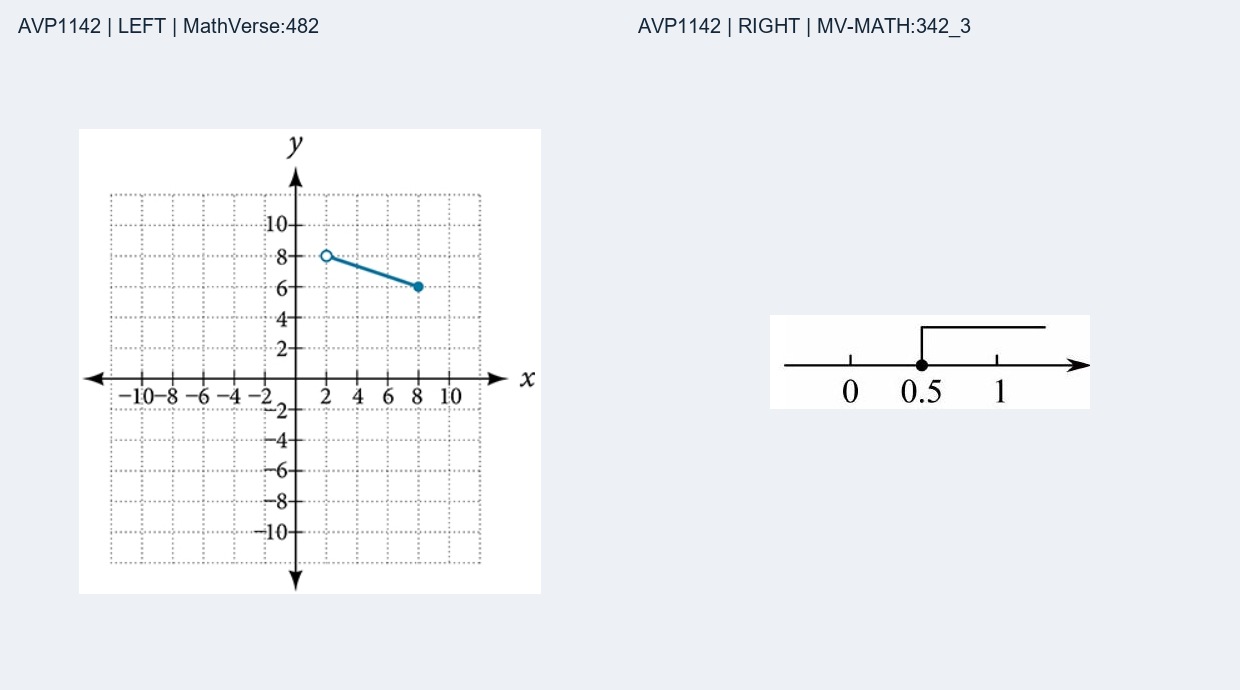 AVP1142 | LEFT | MathVerse:482
AVP1142 | RIGHT | MV-MATH:342_3
y
10
8
6
4
2
x
−10 −8 −6 −4 −2 2 4 6 8 10
−2
−4
−6
−8
−10
0 0.5 1